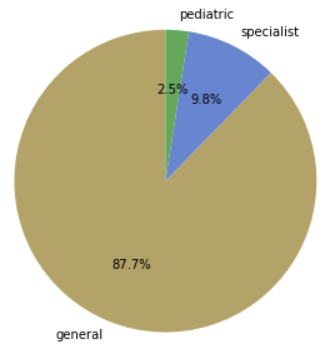 pediatric
specialist
2.5%
9.8%
87.7%
general